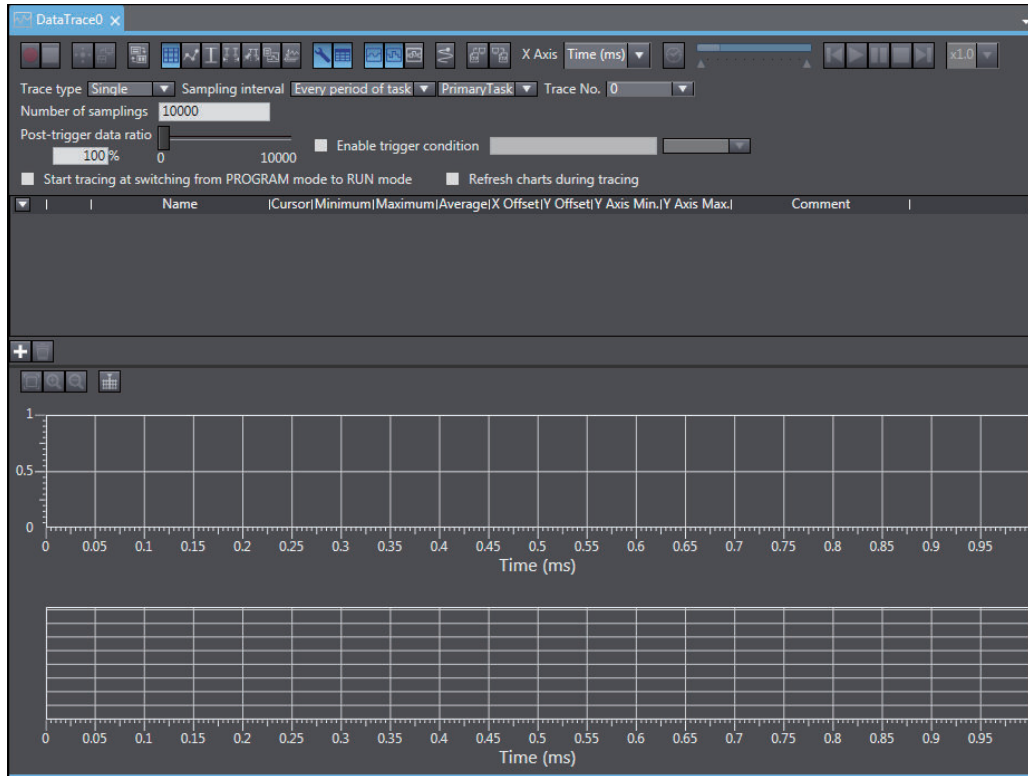 DataTrace0 x
X Axis Time (ms) x1.0
Trace type Single Sampling interval Every period of task PrimaryTask Trace No. 0
Number of samplings 10000
Post-trigger data ratio
100 % 0 10000 Enable trigger condition
Start tracing at switching from PROGRAM mode to RUN mode Refresh charts during tracing
Name |Cursor|Minimum|Maximum|Average|X Offset|Y Offset|Y Axis Min.|Y Axis Max.| Comment
1
0.5
0
0 0.05 0.1 0.15 0.2 0.25 0.3 0.35 0.4 0.45 0.5 0.55 0.6 0.65 0.7 0.75 0.8 0.85 0.9 0.95
Time (ms)
0 0.05 0.1 0.15 0.2 0.25 0.3 0.35 0.4 0.45 0.5 0.55 0.6 0.65 0.7 0.75 0.8 0.85 0.9 0.95
Time (ms)